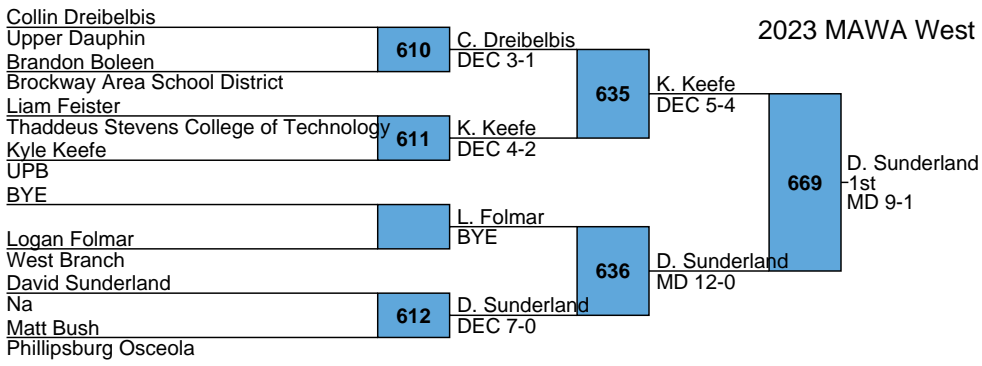 Collin Dreibelbis
Upper Dauphin
Brandon Boleen
Brockway Area School District
Liam Feister
Thaddeus Stevens College of Technology
Kyle Keefe
UPB
BYE
Logan Folmar
West Branch
David Sunderland
Na
Matt Bush
Phillipsburg Osceola
610
611
612
C. Dreibelbis
DEC 3-1
K. Keefe
DEC 4-2
L. Folmar
BYE
D. Sunderland
DEC 7-0
635
636
K. Keefe
DEC 5-4
D. Sunderland
MD 12-0
669
2023 MAWA West
D. Sunderland
1st
MD 9-1